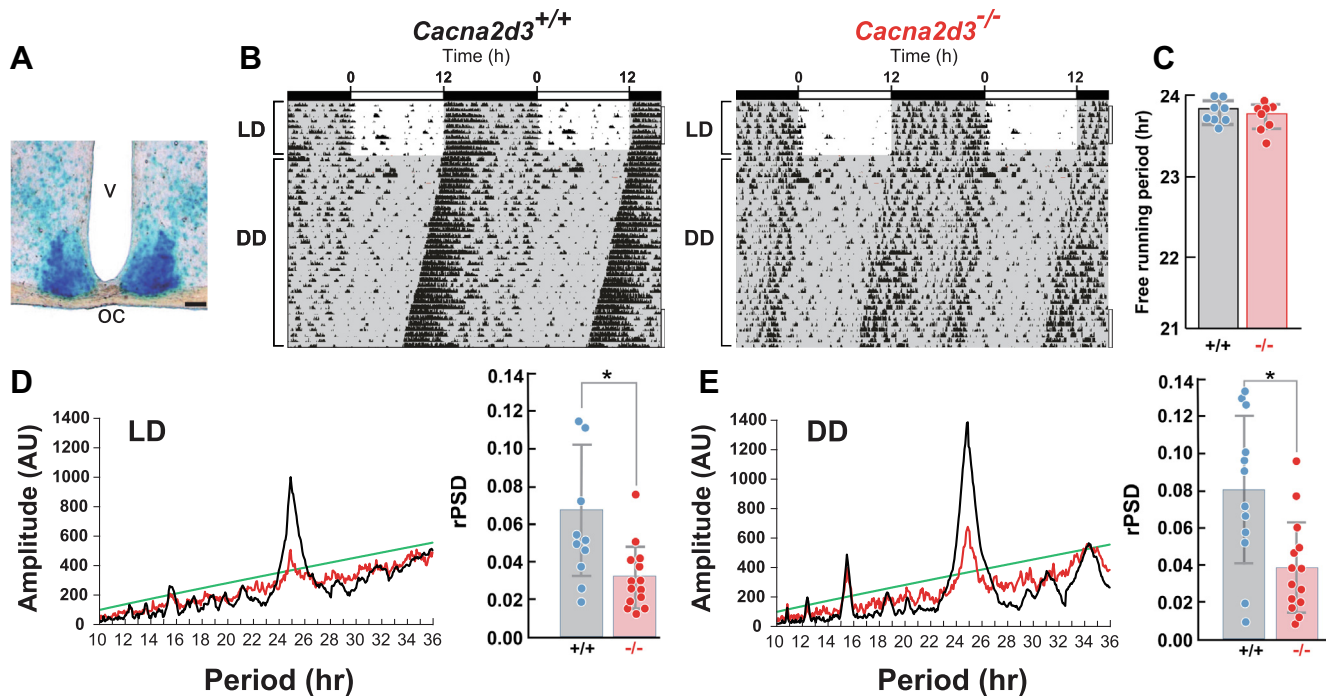 A
V
OC
B
Cacna2d3+/+
Time (h)
0 12 0 12
LD
DD
Cacna2d3-/-
Time (h)
0 12 0 12
LD
DD
C
Free running period (hr)
24
23
22
21
+/+ -/-
D
LD
Amplitude (AU)
1400
1200
1000
800
600
400
200
0
10 12 14 16 18 20 22 24 26 28 30 32 34 36
Period (hr)
rPSD
0.14
0.12
0.10
0.08
0.06
0.04
0.02
0.00
*
+/+ -/-
E
DD
Amplitude (AU)
1400
1200
1000
800
600
400
200
0
10 12 14 16 18 20 22 23 26 28 30 32 34 36
Period (hr)
rPSD
0.14
0.12
0.10
0.08
0.06
0.04
0.02
0.00
*
+/+ -/-